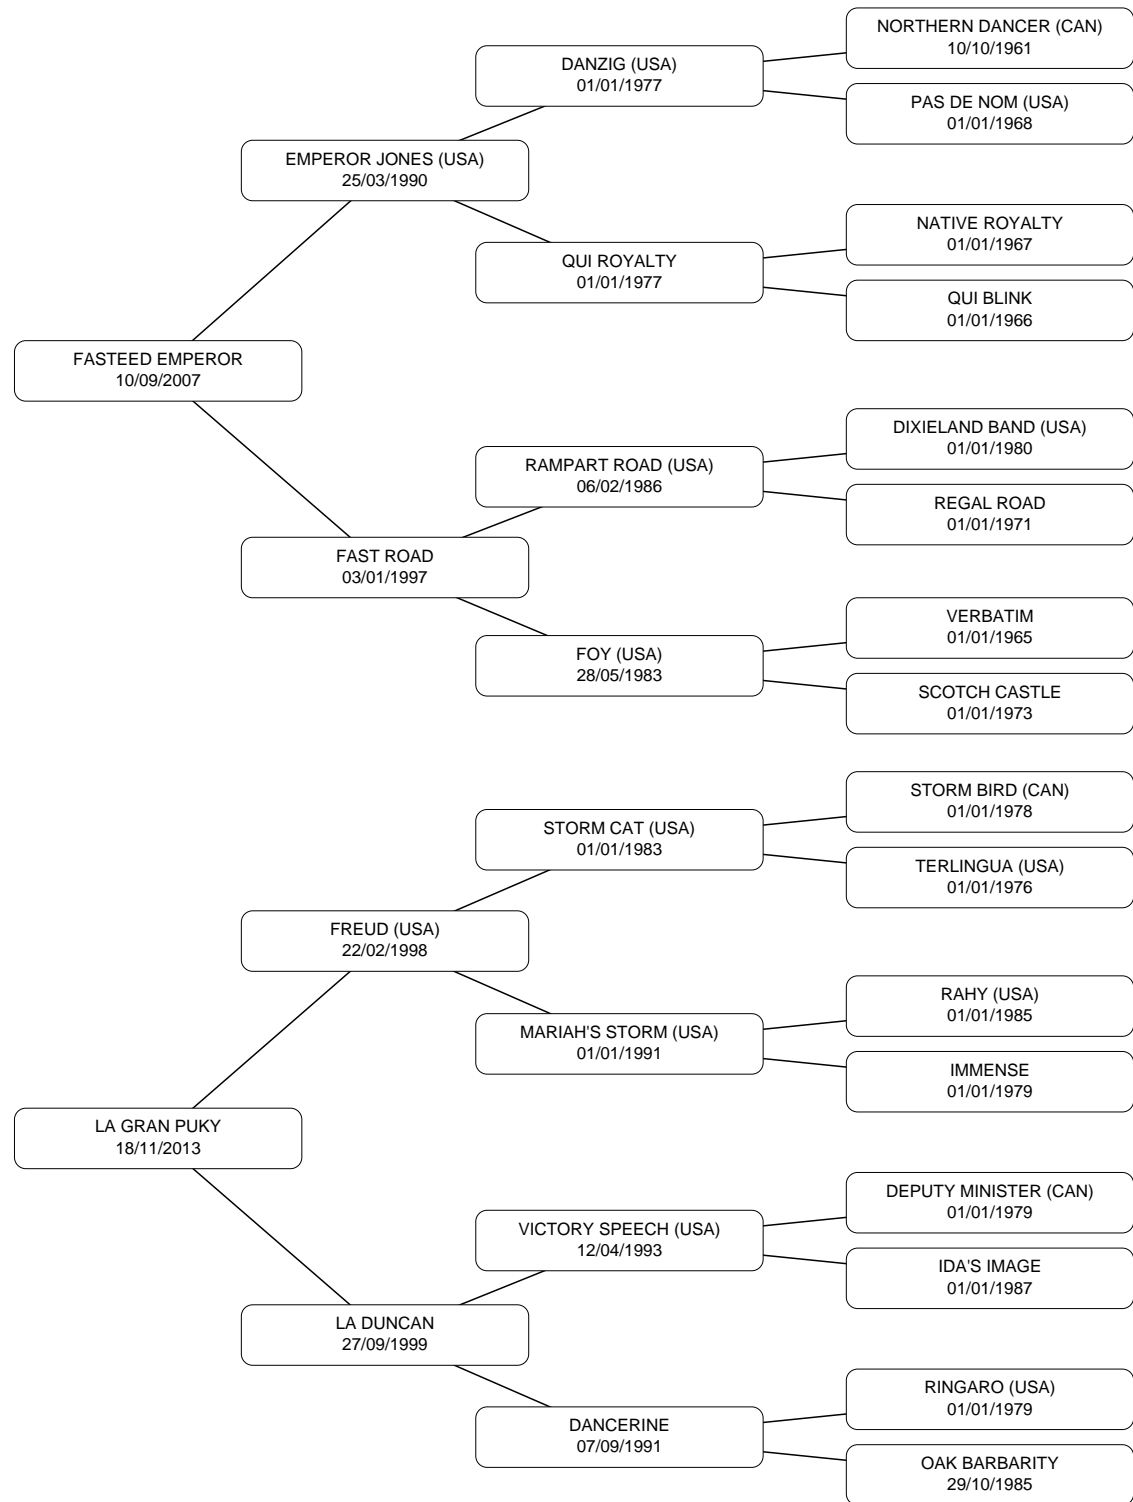 NORTHERN DANCER (CAN)
10/10/1961
DANZIG (USA)
01/01/1977
PAS DE NOM (USA)
01/01/1968
EMPEROR JONES (USA)
25/03/1990
NATIVE ROYALTY
01/01/1967
QUI ROYALTY
01/01/1977
QUI BLINK
01/01/1966
FASTEED EMPEROR
10/09/2007
DIXIELAND BAND (USA)
01/01/1980
RAMPART ROAD (USA)
06/02/1986
REGAL ROAD
01/01/1971
FAST ROAD
03/01/1997
VERBATIM
01/01/1965
FOY (USA)
28/05/1983
SCOTCH CASTLE
01/01/1973
STORM BIRD (CAN)
01/01/1978
STORM CAT (USA)
01/01/1983
TERLINGUA (USA)
01/01/1976
FREUD (USA)
22/02/1998
RAHY (USA)
01/01/1985
MARIAH'S STORM (USA)
01/01/1991
IMMENSE
01/01/1979
LA GRAN PUKY
18/11/2013
DEPUTY MINISTER (CAN)
01/01/1979
VICTORY SPEECH (USA)
12/04/1993
IDA'S IMAGE
01/01/1987
LA DUNCAN
27/09/1999
RINGARO (USA)
01/01/1979
DANCERINE
07/09/1991
OAK BARBARITY
29/10/1985